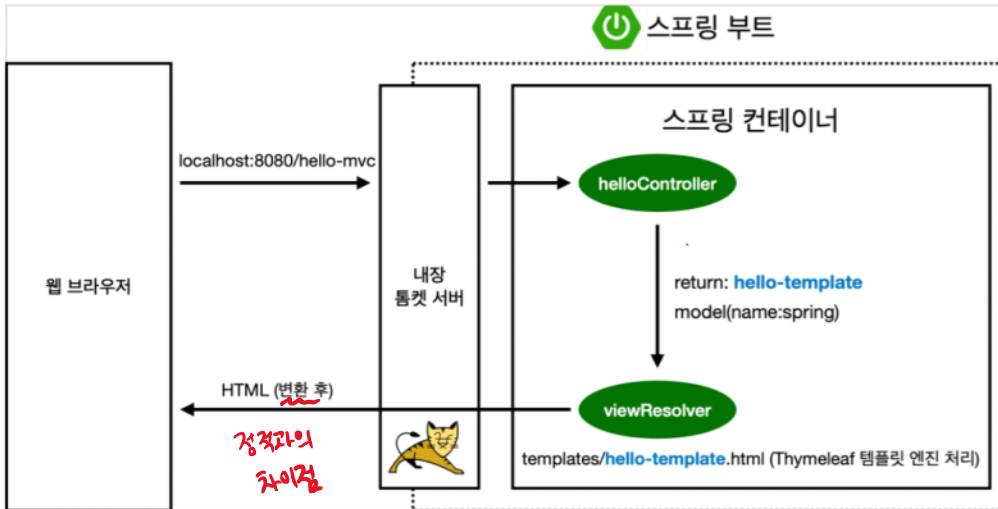 스프링 부트
스프링 컨테이너
localhost:8080/hello-mvc
helloController
웹 브라우저
내장
톰켓 서버
return: hello-template
model(name:spring)
HTML (변환 후)
viewResolver
정적과의
차이점
templates/hello-template.html (Thymeleaf 템플릿 엔진 처리)